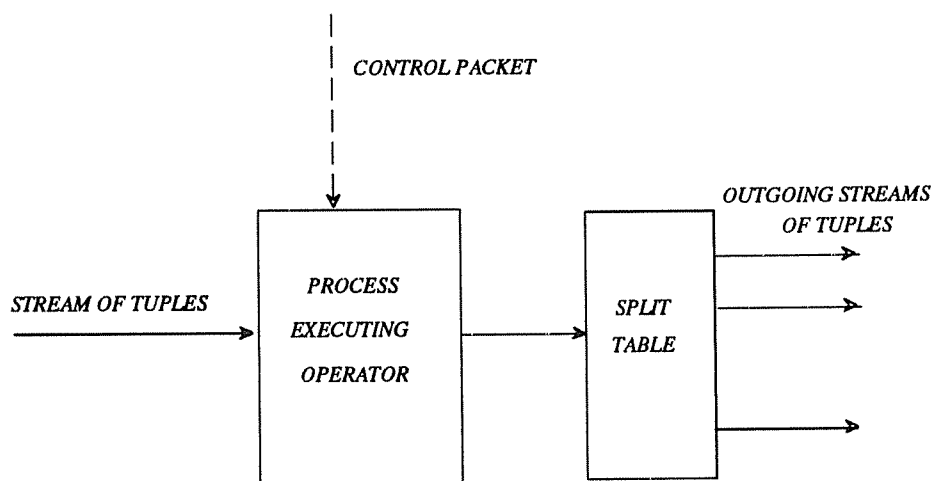 CONTROL PACKET
OUTGOING STREAMS
OF TUPLES
STREAM OF TUPLES
PROCESS
EXECUTING
OPERATOR
SPLIT
TABLE